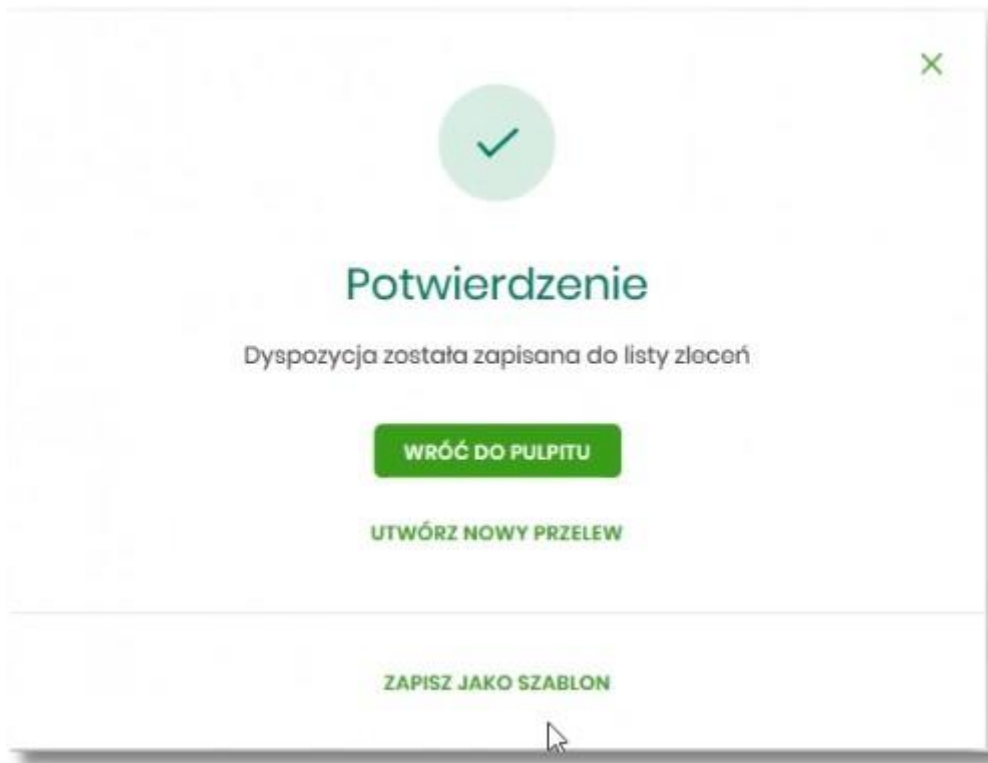 Potwierdzenie
Dyspozycja została zapisana do listy zleceń
WRÓĆ DO PULPITU
UTWÓRZ NOWY PRZELEW
ZAPISZ JAKO SZABLON